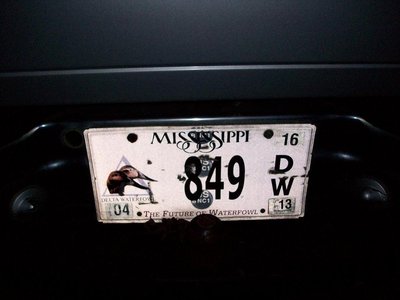 MISSISSIPPI
16
849
DW
DELTA WATERFOWL
04
13
THE FUTURE OF WATERFOWL